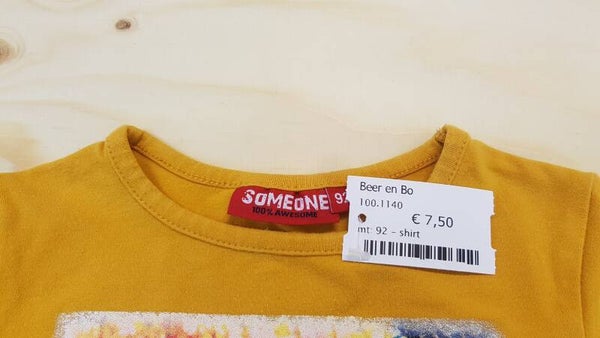 SOMEONE
100% AWESOME
92
Beer en Bo
100.1140
€ 7,50
mt: 92 - shirt